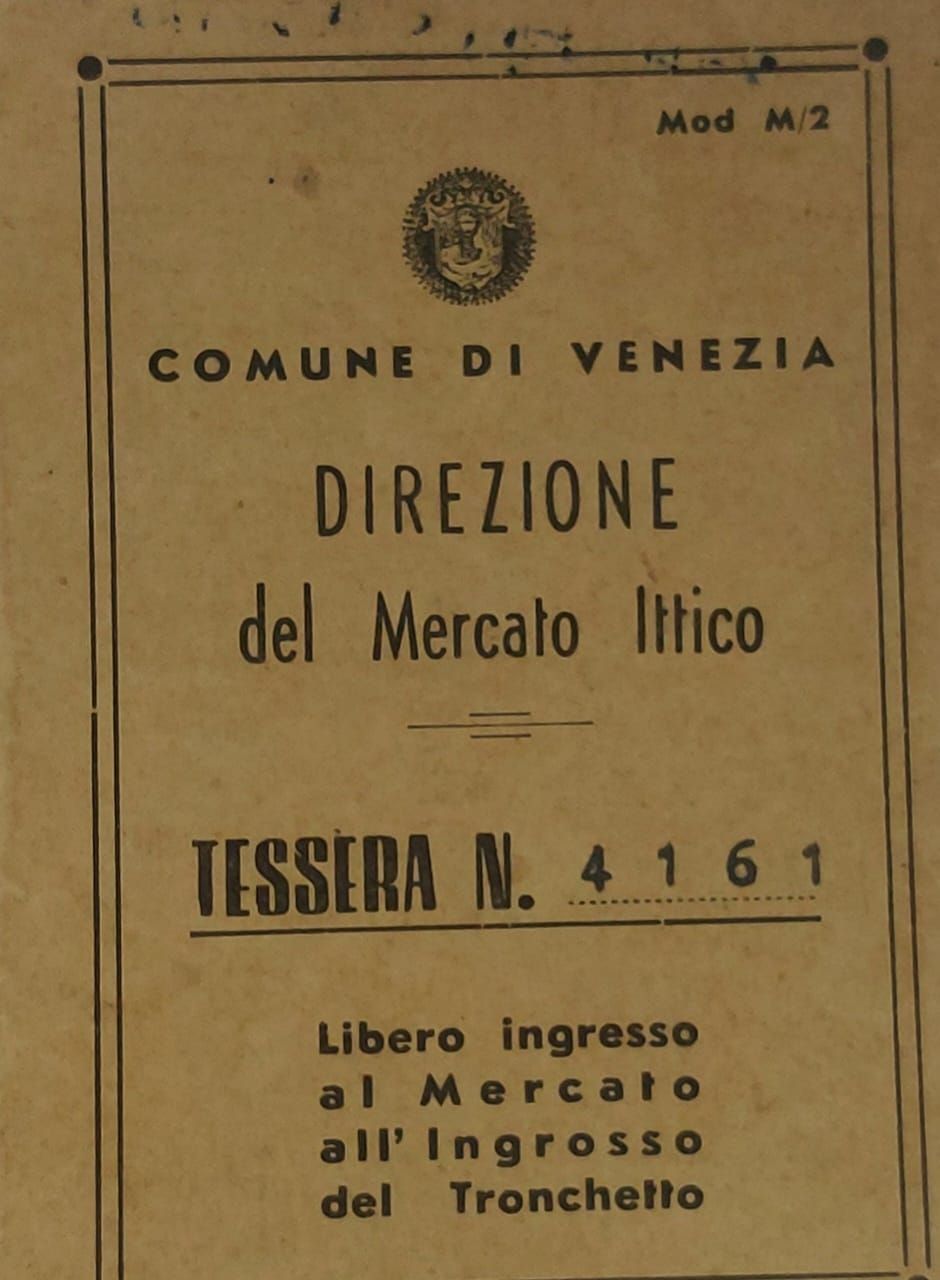 Mod M/2
COMUNE DI VENEZIA
DIREZIONE
del Mercato Ittico
TESSERA N. 4161
Libero ingresso
al Mercato
all' Ingrosso
del Tronchetto